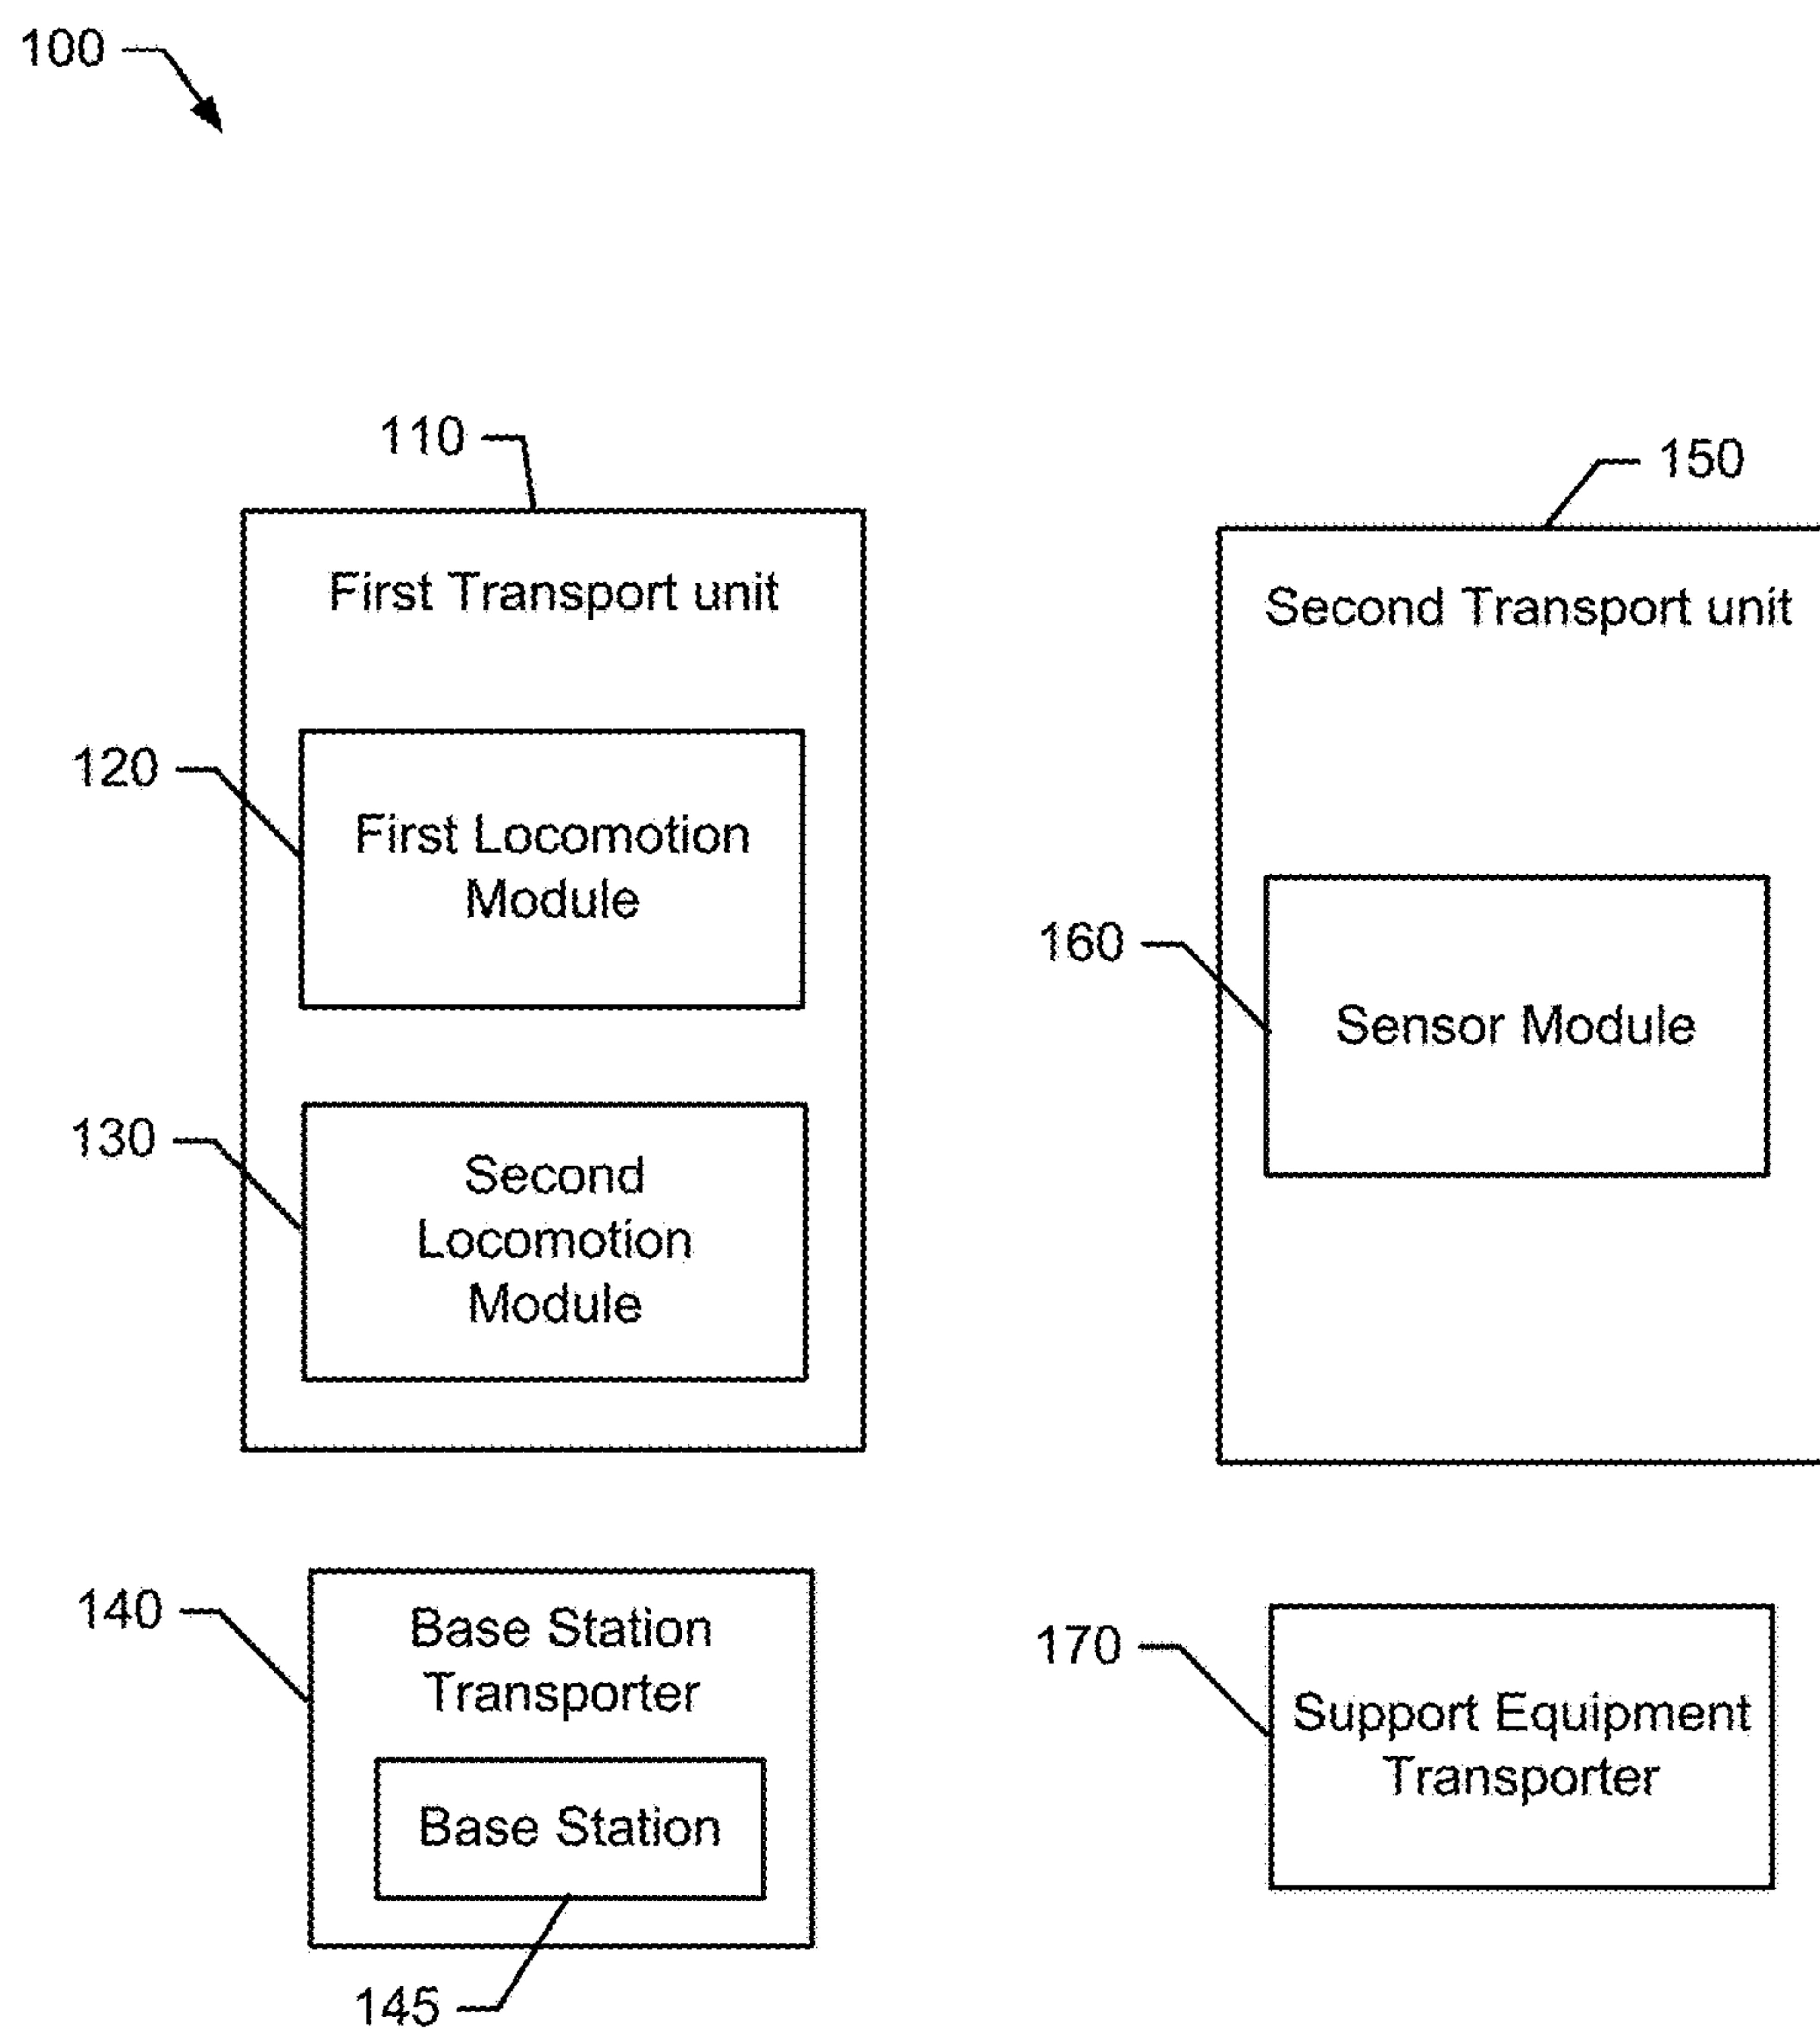 100
110
First Transport unit
120
First Locomotion
Module
130
Second
Locomotion
Module
140
Base Station
Transporter
Base Station
145
150
Second Transport unit
160
Sensor Module
170
Support Equipment
Transporter